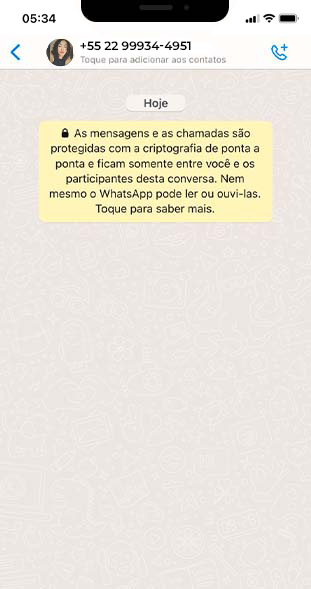 05:34
+55 22 99934-4951
Toque para adicionar aos contatos
Hoje
As mensagens e as chamadas são
protegidas com a criptografia de ponta a
ponta e ficam somente entre você e os
participantes desta conversa. Nem
mesmo o WhatsApp pode ler ou ouvi-las.
Toque para saber mais.